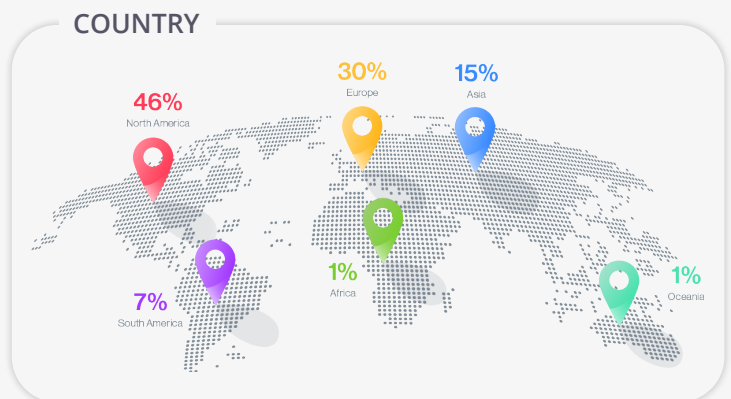 COUNTRY
46%
North America
30%
Europe
15%
Asia
7%
South America
1%
Africa
1%
Oceania